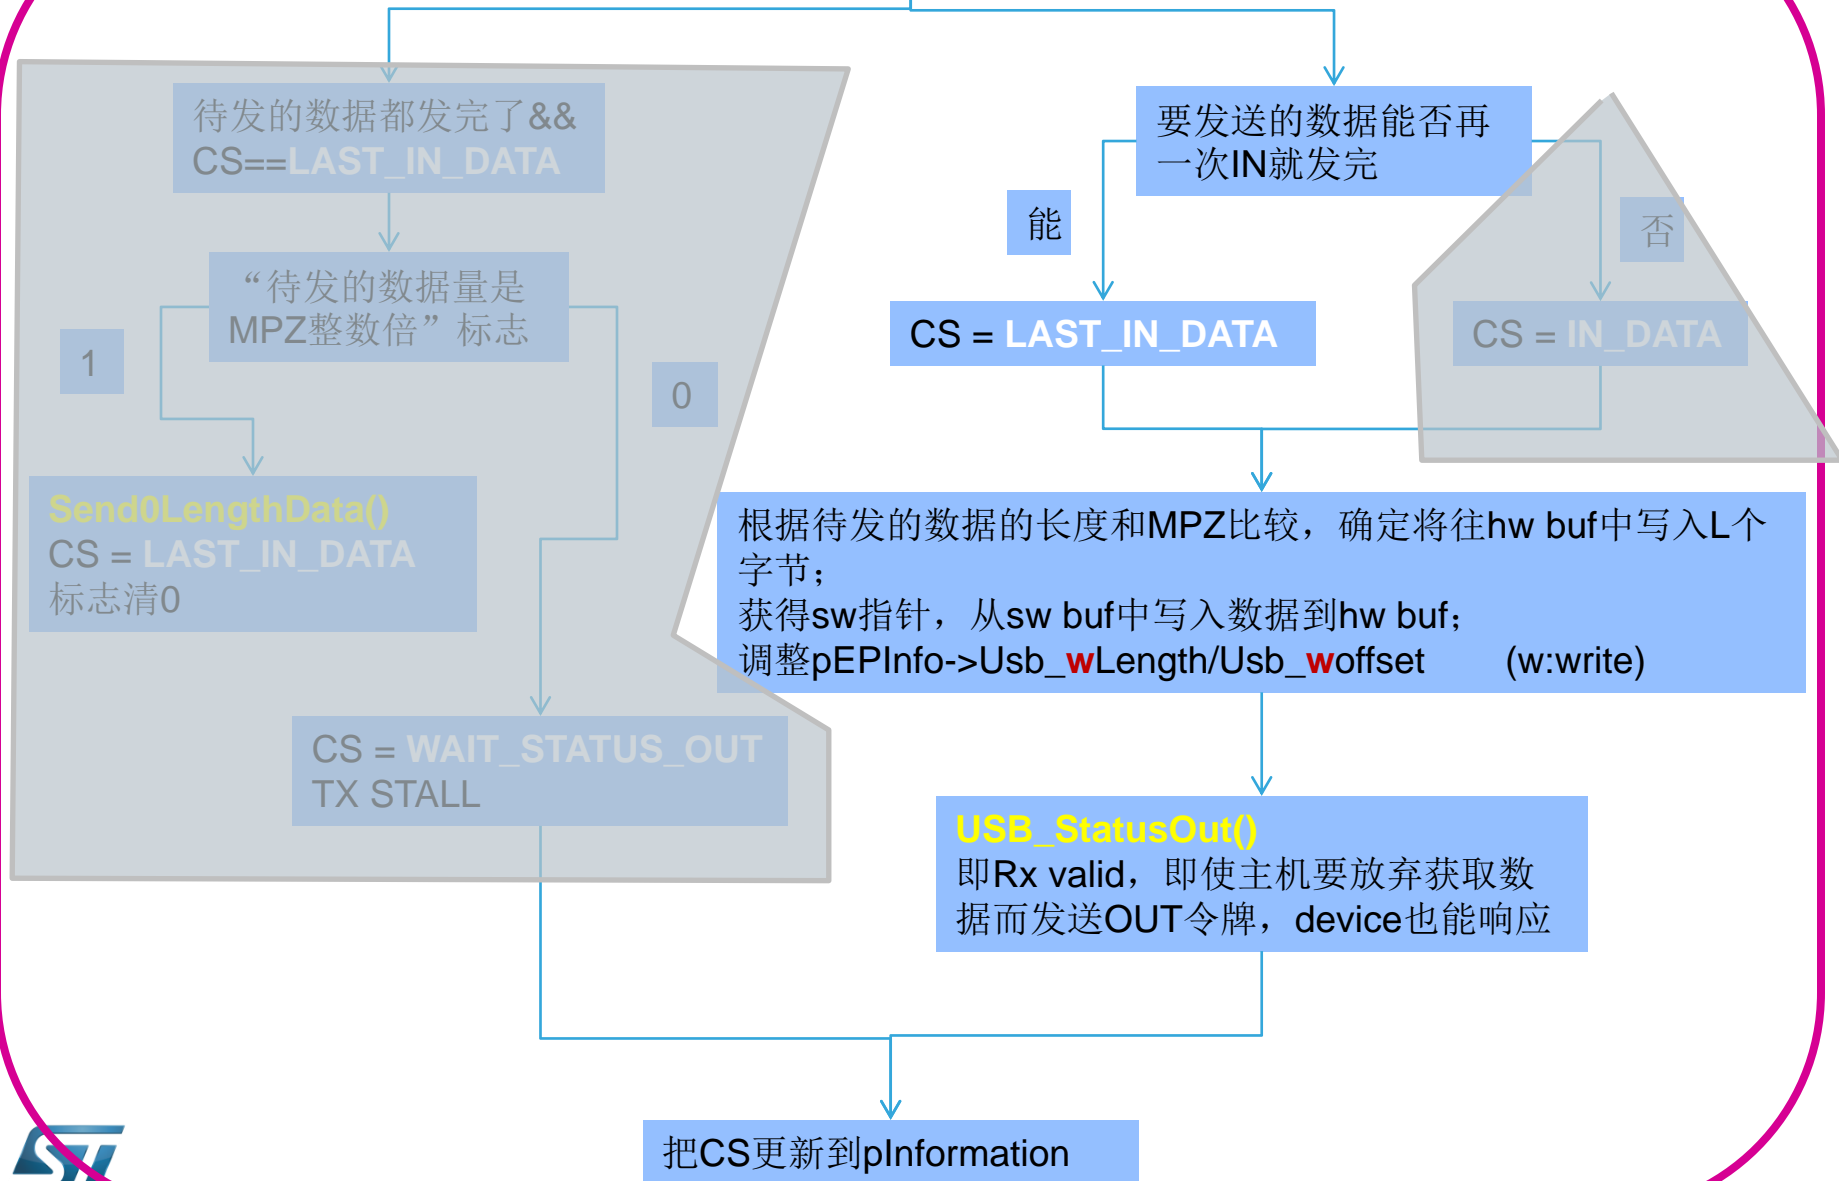 待发的数据都发完了&&
CS==LAST_IN_DATA
“待发的数据量是
MPZ整数倍”标志
1
0
Send0LengthData()
CS = LAST_IN_DATA
标志清0
CS = WAIT_STATUS_OUT
TX STALL
要发送的数据能否再
一次IN就发完
能
否
CS = LAST_IN_DATA
CS = IN_DATA
根据待发的数据的长度和MPZ比较，确定将往hw buf中写入L个
字节；
获得sw指针，从sw buf中写入数据到hw buf；
调整pEPInfo->Usb_wLength/Usb_woffset (w:write)
USB_StatusOut()
即Rx valid，即使主机要放弃获取数
据而发送OUT令牌，device也能响应
把CS更新到pInformation